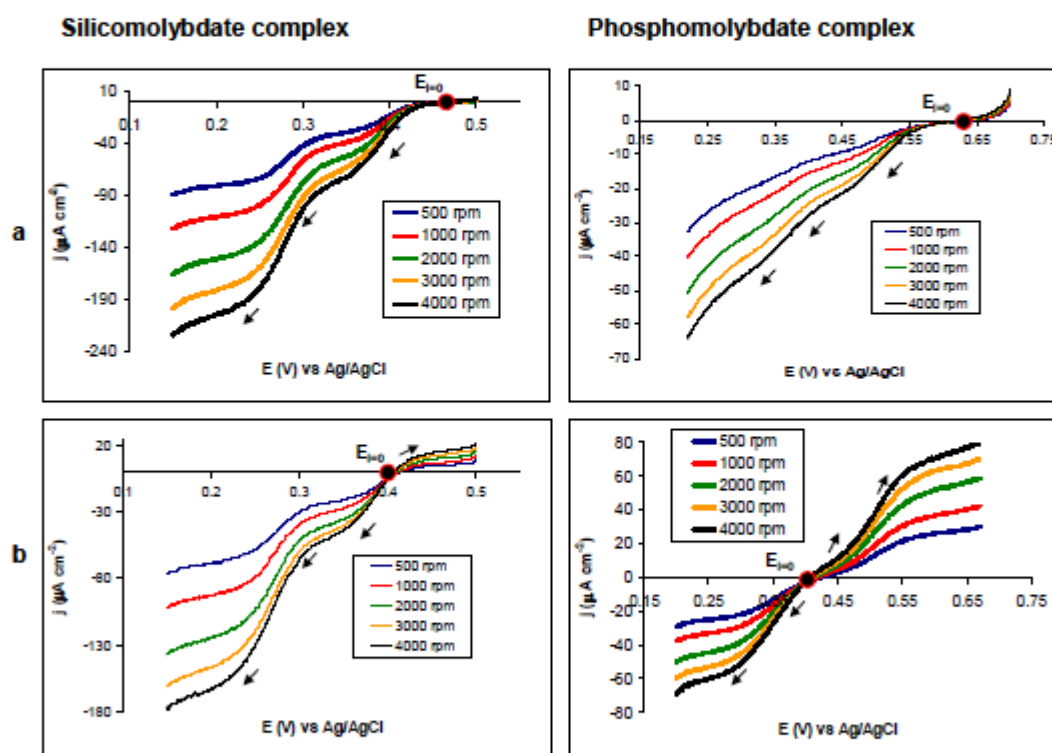 Silicomolybdate complex
Phosphomolybdate complex
a
E_{i=0}
10
-40
-90
-140
-190
-240
0.1 0.2 0.3 0.4 0.5
j (µA cm⁻²)
500 rpm
1000 rpm
2000 rpm
3000 rpm
4000 rpm
E (V) vs Ag/AgCl
E_{i=0}
10
0
-10
-20
-30
-40
-50
-60
-70
0.15 0.25 0.35 0.45 0.55 0.65 0.75
j (µA cm⁻²)
500 rpm
1000 rpm
2000 rpm
3000 rpm
4000 rpm
E (V) vs Ag/AgCl
b
E_{i=0}
20
-30
-80
-130
-180
0.1 0.2 0.3 0.4 0.5
j (µA cm⁻²)
500 rpm
1000 rpm
2000 rpm
3000 rpm
4000 rpm
E (V) vs Ag/AgCl
500 rpm
1000 rpm
2000 rpm
3000 rpm
4000 rpm
E_{i=0}
80
60
40
20
0
-20
-40
-60
-80
0.15 0.25 0.35 0.45 0.55 0.65 0.75
j (µA cm⁻²)
E (V) vs Ag/AgCl